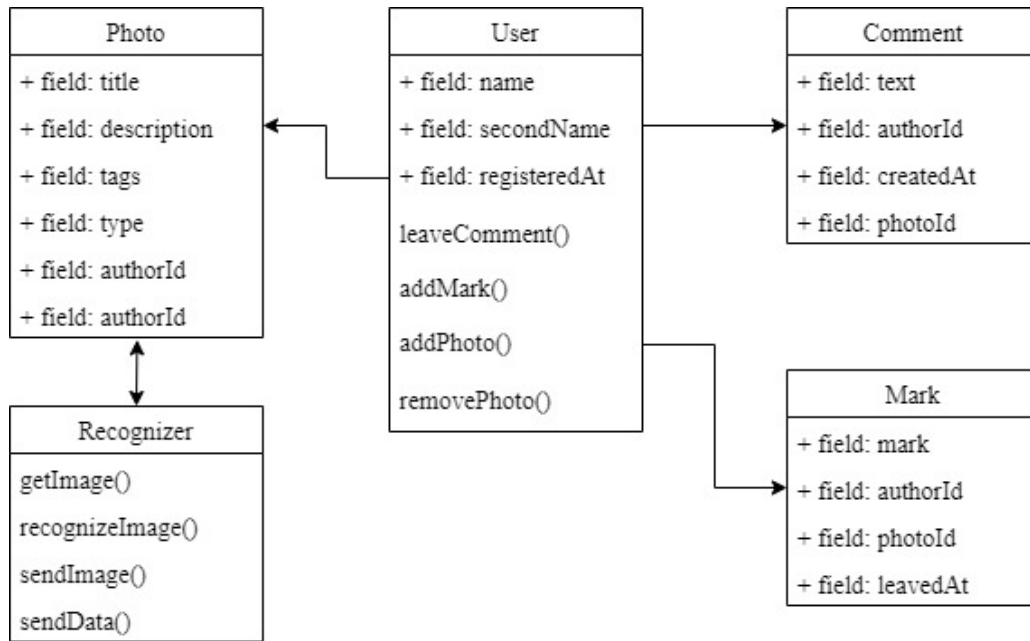 Photo
+ field: title
+ field: description
+ field: tags
+ field: type
+ field: authorId
+ field: authorId
User
+ field: name
+ field: secondName
+ field: registeredAt
leaveComment()
addMark()
addPhoto()
removePhoto()
Comment
+ field: text
+ field: authorId
+ field: createdAt
+ field: photoId
Recognizer
getImage()
recognizeImage()
sendImage()
sendData()
Mark
+ field: mark
+ field: authorId
+ field: photoId
+ field: leavedAt